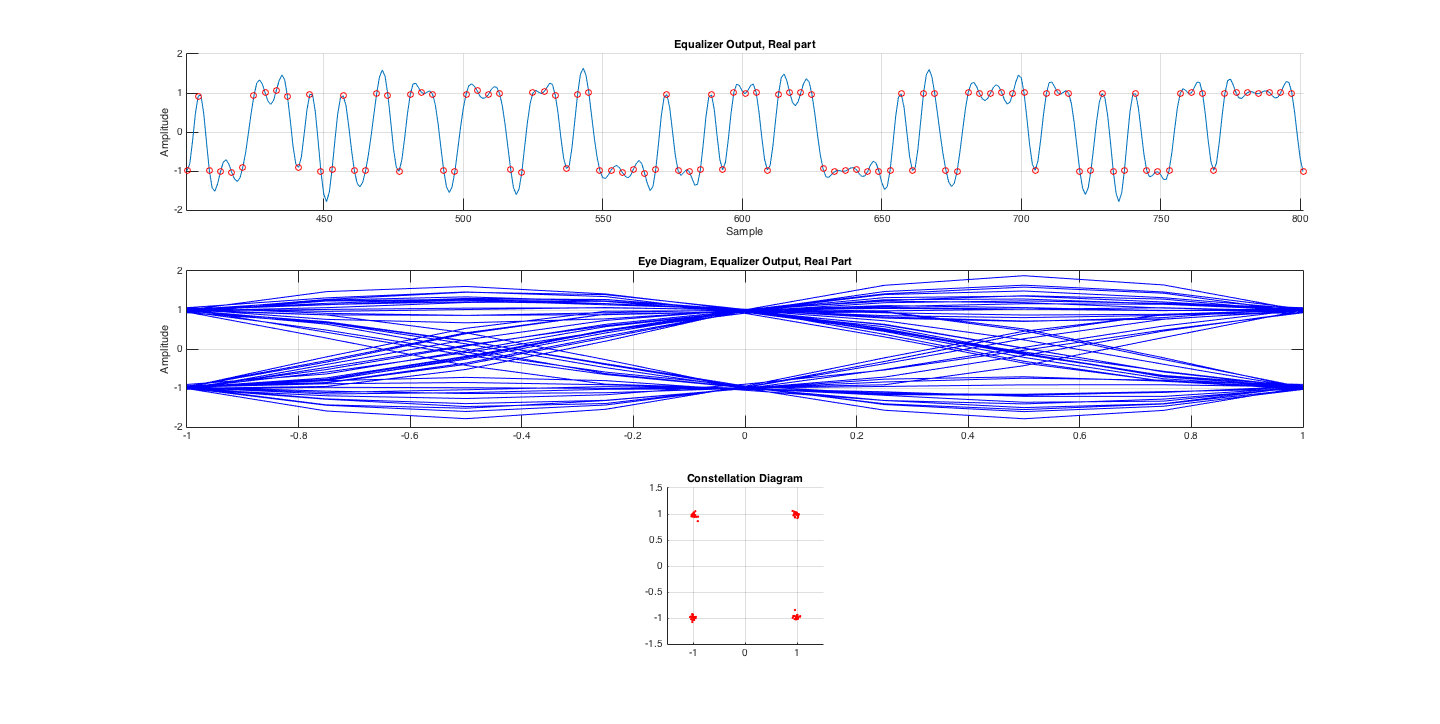 Equalizer Output, Real part
2
1
0
-1
-2
Amplitude
450 500 550 600 650 700 750 800
Sample
Eye Diagram, Equalizer Output, Real Part
2
1
0
-1
-2
Amplitude
-1 -0.8 -0.6 -0.4 -0.2 0 0.2 0.4 0.6 0.8 1
Constellation Diagram
1.5
1
0.5
0
-0.5
-1
-1.5
-1 0 1